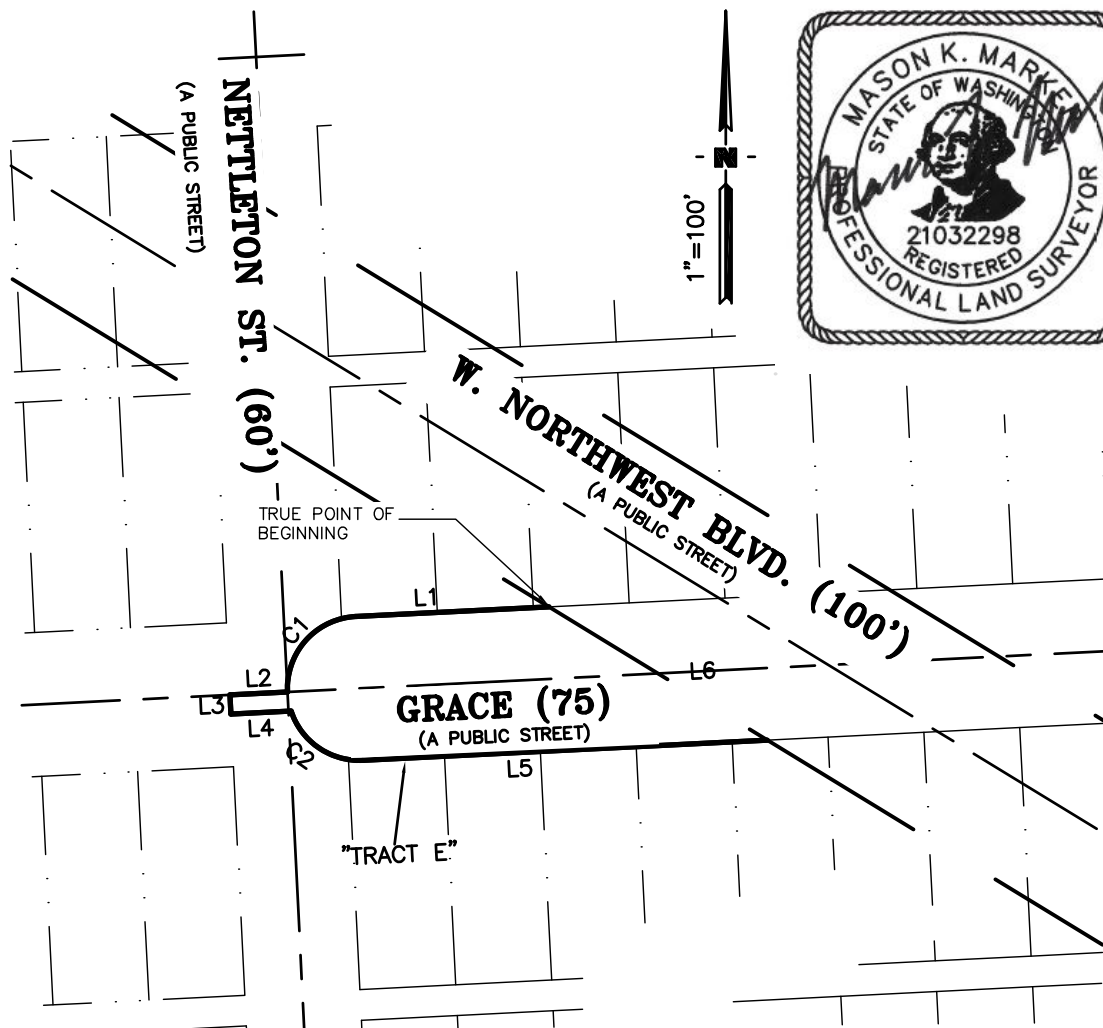 NETTLETON ST. (60')
(A PUBLIC STREET)
N
1"=100'
MASON K. MARKE
STATE OF WASHINGTON
21032298
REGISTERED
PROFESSIONAL LAND SURVEYOR
W. NORTHWEST BLVD. (100')
(A PUBLIC STREET)
TRUE POINT OF
BEGINNING
L1
C1
L2
L6
L3
GRACE (75)
L4
(A PUBLIC STREET)
C2
L5
"TRACT E"